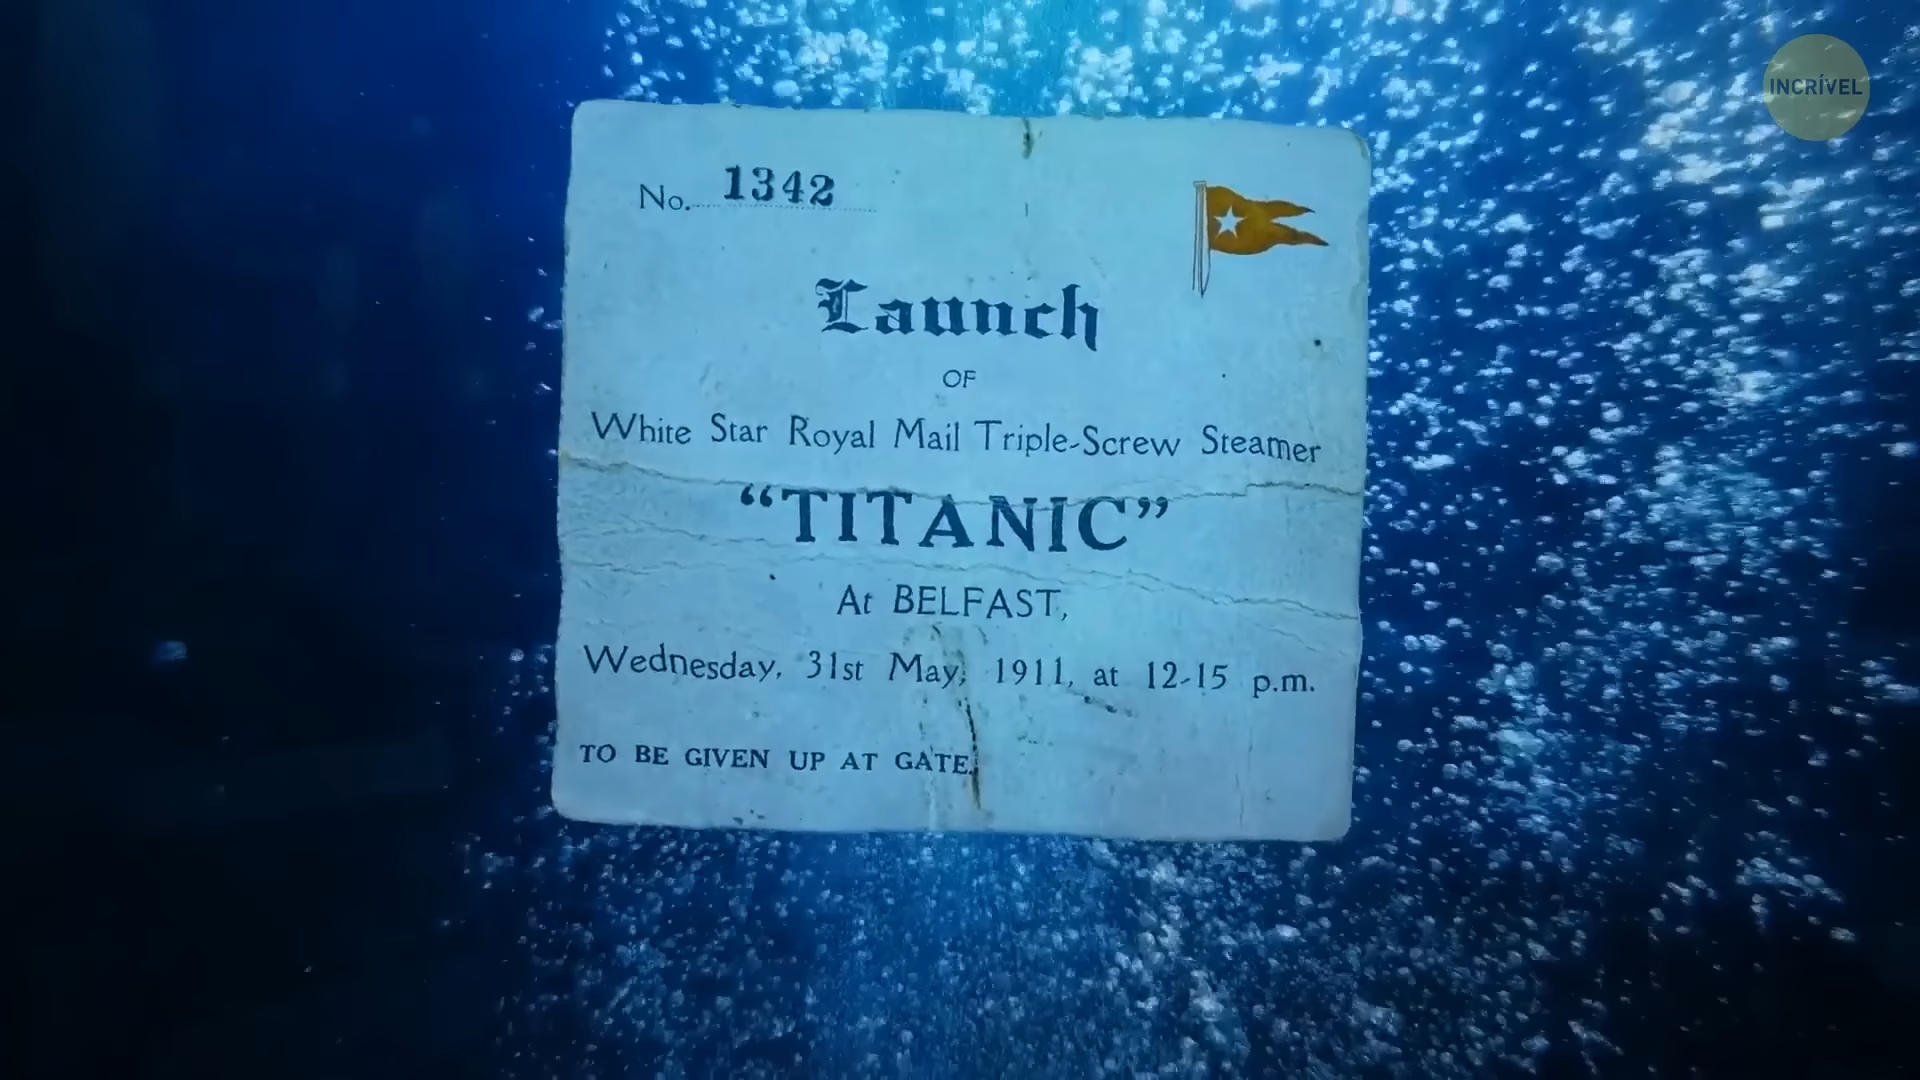 INCRÍVEL
No. 1342
Launch
OF
White Star Royal Mail Triple-Screw Steamer
“TITANIC”
At BELFAST,
Wednesday, 31st May, 1911, at 12-15 p.m.
TO BE GIVEN UP AT GATE.